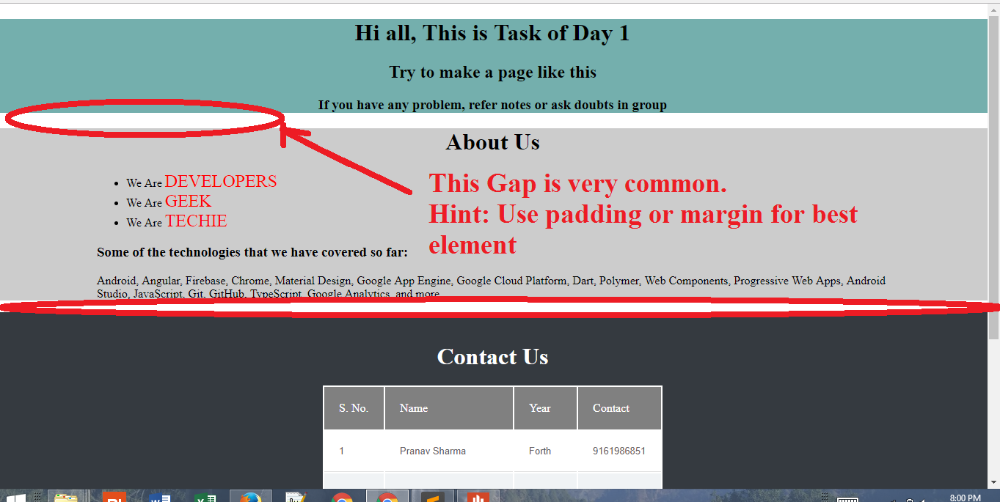 Hi all, This is Task of Day 1
Try to make a page like this
If you have any problem, refer notes or ask doubts in group
About Us
We Are DEVELOPERS
We Are GEEK
We Are TECHIE
This Gap is very common.
Hint: Use padding or margin for best
element
Some of the technologies that we have covered so far:
Android, Angular, Firebase, Chrome, Material Design, Google App Engine, Google Cloud Platform, Dart, Polymer, Web Components, Progressive Web Apps, Android
Studio, JavaScript, Git, GitHub, TypeScript, Google Analytics, and more
Contact Us
S. No. Name Year Contact
1 Pranav Sharma Forth 9161986851
8:00 PM